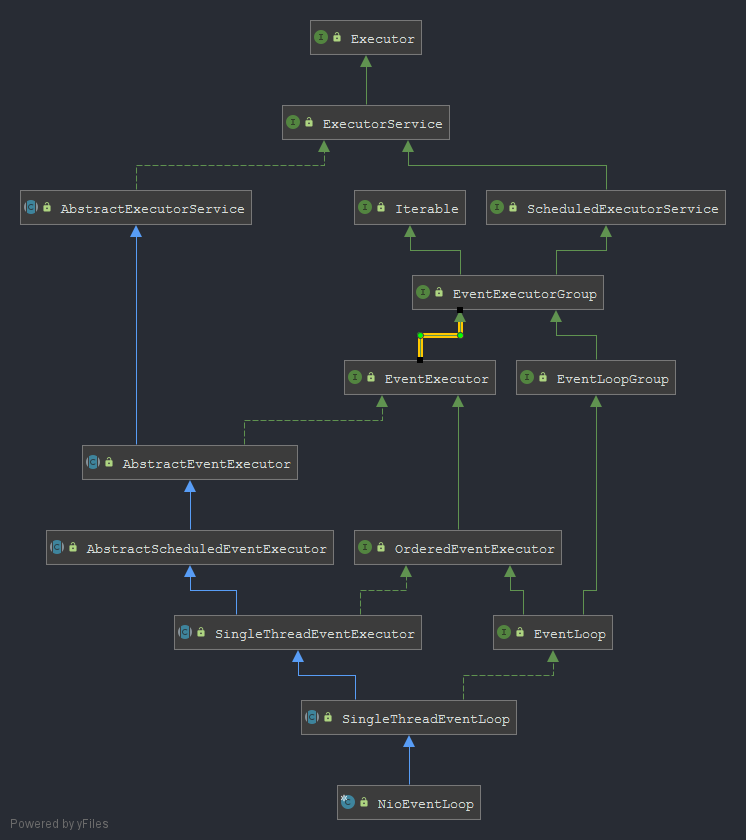 Executor
ExecutorService
AbstractExecutorService
Iterable
ScheduledExecutorService
EventExecutorGroup
EventExecutor
EventLoopGroup
AbstractEventExecutor
AbstractScheduledEventExecutor
OrderedEventExecutor
SingleThreadEventExecutor
EventLoop
SingleThreadEventLoop
NioEventLoop
Powered by yFiles